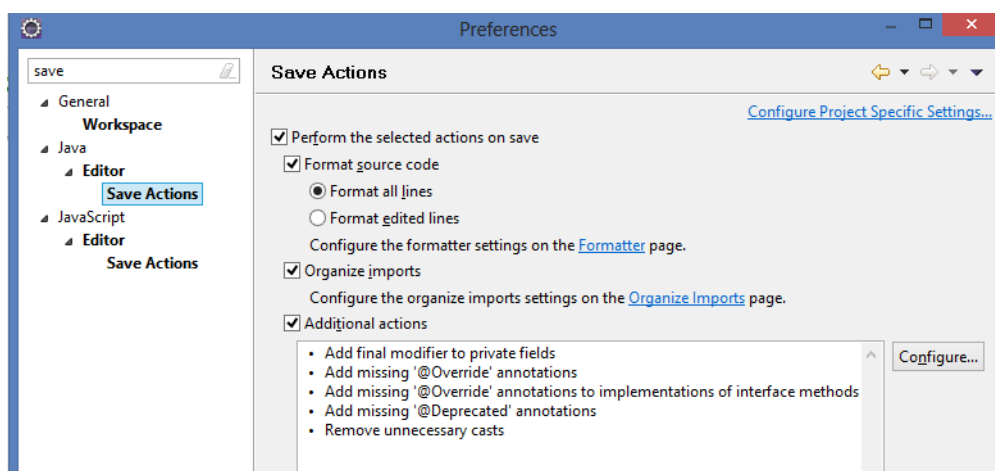 Preferences
save
General
Workspace
Java
Editor
Save Actions
JavaScript
Editor
Save Actions
Save Actions
Configure Project Specific Settings...
Perform the selected actions on save
Format source code
Format all lines
Format edited lines
Configure the formatter settings on the Formatter page.
Organize imports
Configure the organize imports settings on the Organize Imports page.
Additional actions
• Add final modifier to private fields
• Add missing '@Override' annotations
• Add missing '@Override' annotations to implementations of interface methods
• Add missing '@Deprecated' annotations
• Remove unnecessary casts
Configure...